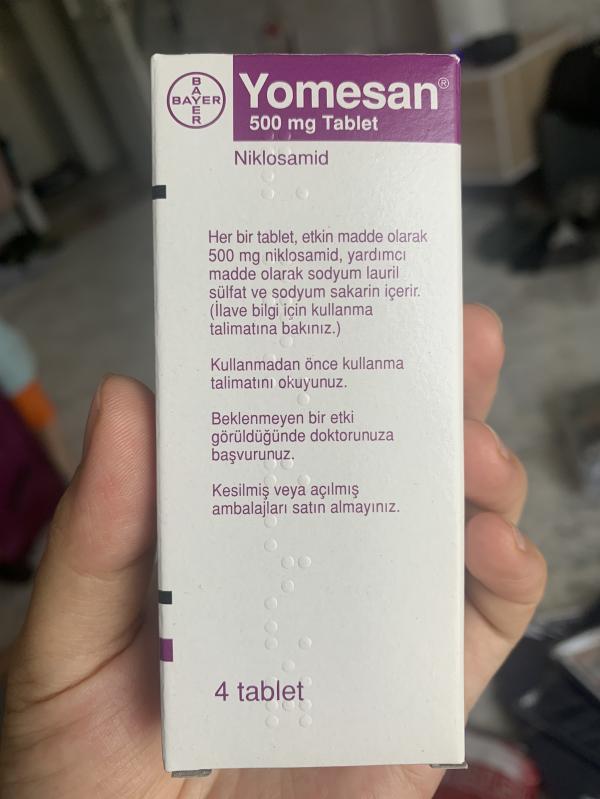 BAYER
BAYER
Yomesan®
500 mg Tablet
Niklosamid
Her bir tablet, etkin madde olarak
500 mg niklosamid, yardımcı
madde olarak sodyum lauril
sülfat ve sodyum sakarin içerir.
(İlave bilgi için kullanma
talimatına bakınız.)
Kullanmadan önce kullanma
talimatını okuyunuz.
Beklenmeyen bir etki
görüldüğünde doktorunuza
başvurunuz.
Kesilmiş veya açılmış
ambalajları satın almayınız.
4 tablet